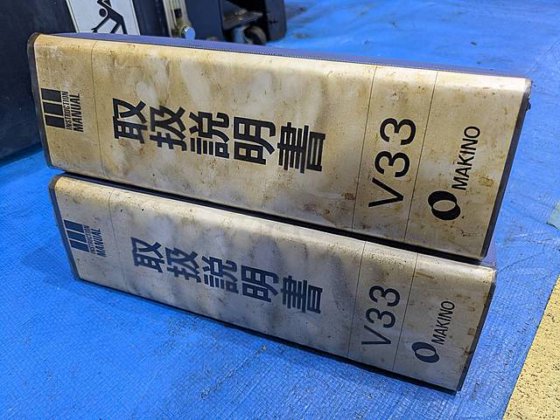 INSTRUCTION
MANUAL
取扱説明書
V33
MAKINO
INSTRUCTION
MANUAL
取扱説明書
V33
MAKINO